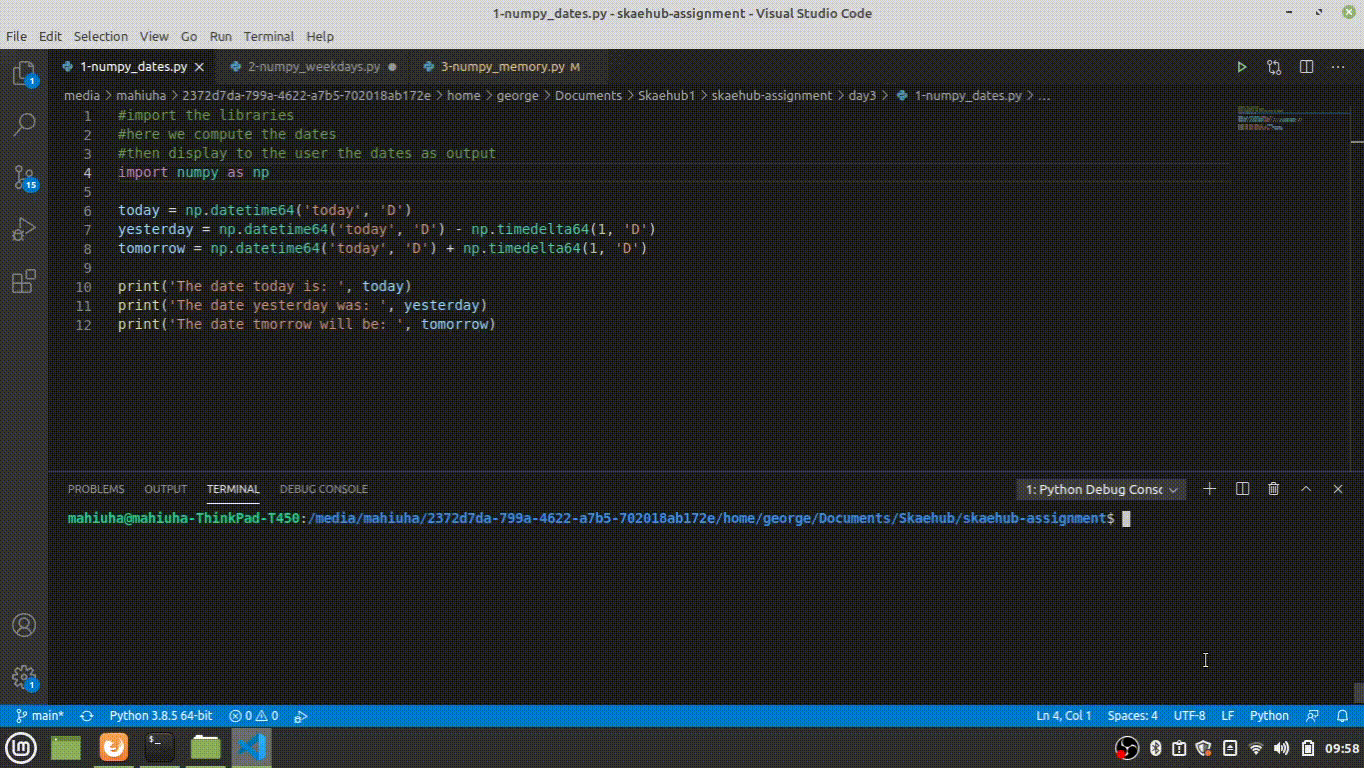 1-numpy_dates.py - skaehub-assignment - Visual Studio Code
File Edit Selection View Go Run Terminal Help
1-numpy_dates.py 2-numpy_weekdays.py 3-numpy_memory.py M
1
media > mahiuha > 2372d7da-799a-4622-a7b5-702018ab172e > home > george > Documents > Skaehub1 > skaehub-assignment > day3 > 1-numpy_dates.py > ...
1 #import the libraries
2 #here we compute the dates
3 #then display to the user the dates as output
4 import numpy as np
15
5
6 today = np.datetime64('today', 'D')
7 yesterday = np.datetime64('today', 'D') - np.timedelta64(1, 'D')
8 tomorrow = np.datetime64('today', 'D') + np.timedelta64(1, 'D')
9
10 print('The date today is: ', today)
11 print('The date yesterday was: ', yesterday)
12 print('The date tmorrow will be: ', tomorrow)
PROBLEMS OUTPUT TERMINAL DEBUG CONSOLE 1: Python Debug Consc
mahiuha@mahiuha-ThinkPad-T450:/media/mahiuha/2372d7da-799a-4622-a7b5-702018ab172e/home/george/Documents/Skaehub/skaehub-assignment$
1
main* Python 3.8.5 64-bit 0 0 Ln 4, Col 1 Spaces: 4 UTF-8 LF Python
$_ 09:58